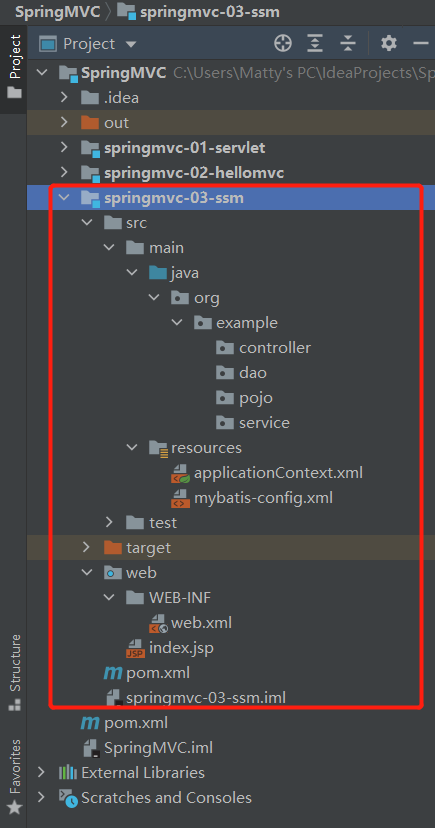 SpringMVC springmvc-03-ssm
Project
Project
SpringMVC C:\Users\Matty's PC\IdeaProjects\Sp
.idea
out
springmvc-01-servlet
springmvc-02-hellomvc
springmvc-03-ssm
src
main
java
org
example
controller
dao
pojo
service
resources
applicationContext.xml
mybatis-config.xml
test
target
web
WEB-INF
web.xml
JSP index.jsp
m pom.xml
springmvc-03-ssm.iml
m pom.xml
SpringMVC.iml
External Libraries
Scratches and Consoles
Structure
Favorites